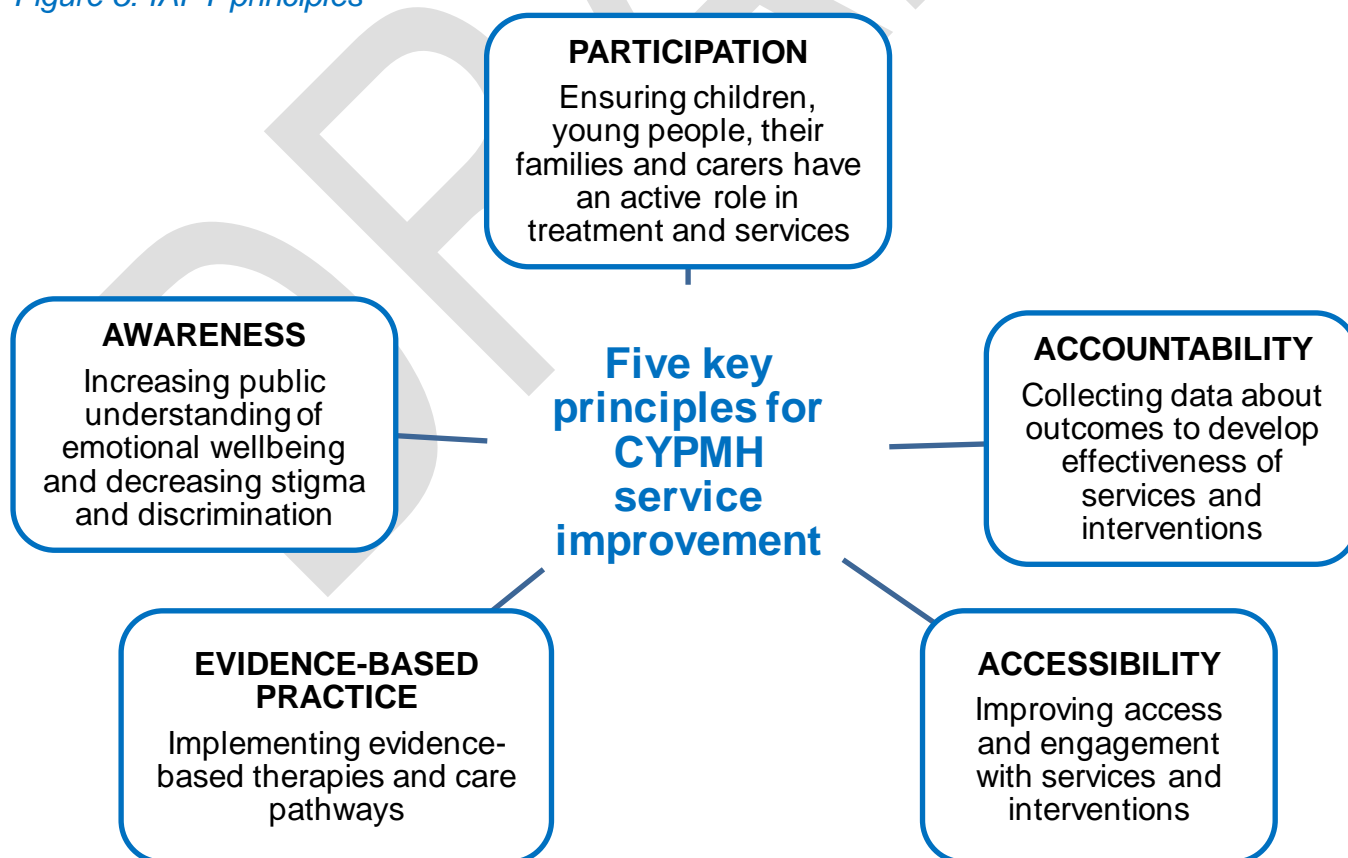 PARTICIPATION
Ensuring children,
young people, their
families and carers have
an active role in
treatment and services
AWARENESS
Increasing public
understanding of
emotional wellbeing
and decreasing stigma
and discrimination
Five key
principles for
CYPMH
service
improvement
ACCOUNTABILITY
Collecting data about
outcomes to develop
effectiveness of
services and
interventions
EVIDENCE-BASED
PRACTICE
Implementing evidence-
based therapies and care
pathways
ACCESSIBILITY
Improving access
and engagement
with services and
interventions